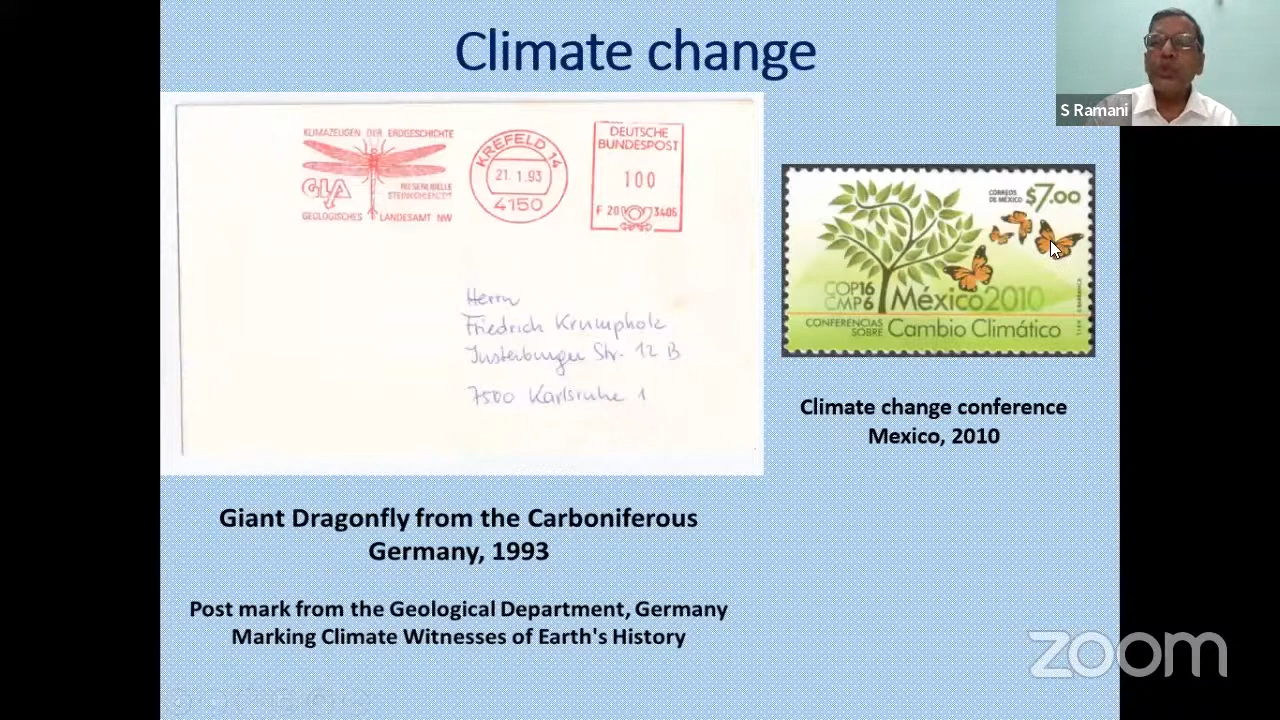 Climate change
S Ramani
KLIMAZEUGEN DER ERDGESCHICHTE
GLA
RIESENLIBELLE
STEINKOHLENZEIT
GEOLOGISCHES LANDESAMT NW
KREFELD 14
21.1.93
4150
DEUTSCHE
BUNDESPOST
100
F 20 3406
Herrn
Friedrich Krumpholz
Insterburger Str. 12 B
7500 Karlsruhe 1
CORREOS
DE MÉXICO $7.00
COP16
CMP6 México2010
CONFERENCIAS
SOBRE Cambio Climático
Climate change conference
Mexico, 2010
Giant Dragonfly from the Carboniferous
Germany, 1993
Post mark from the Geological Department, Germany
Marking Climate Witnesses of Earth's History
zoom